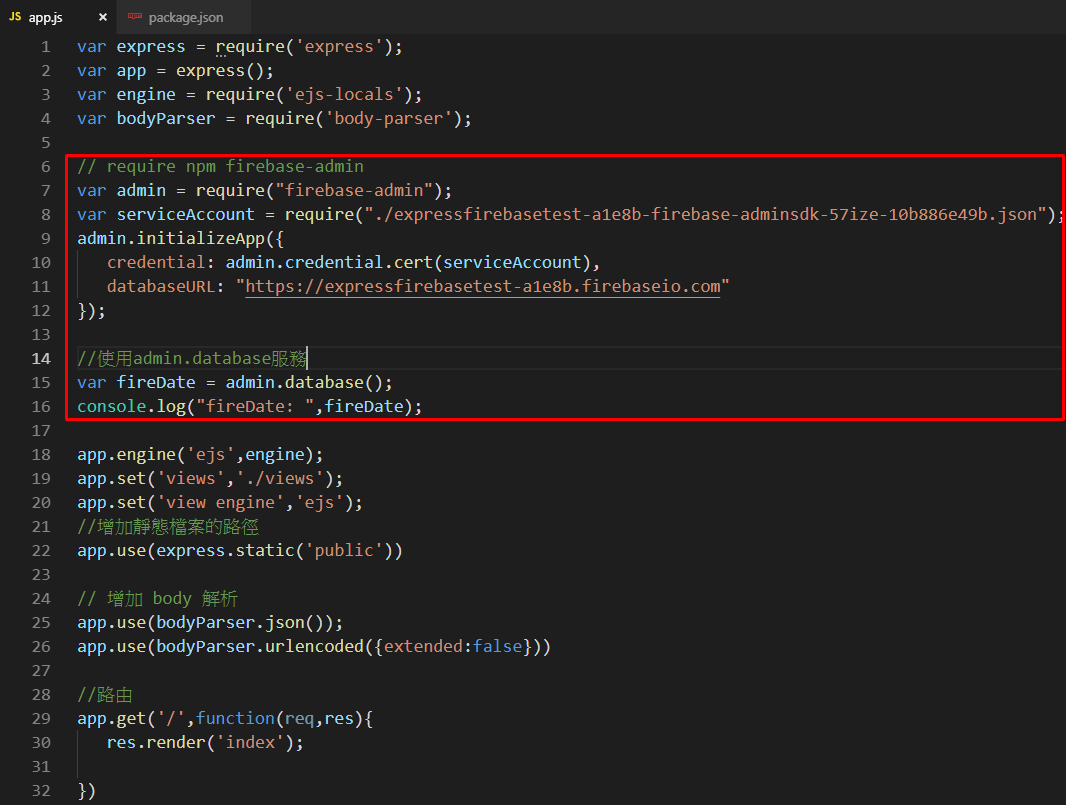 JS app.js × npm package.json
1 var express = require('express');
2 var app = express();
3 var engine = require('ejs-locals');
4 var bodyParser = require('body-parser');
5
6 // require npm firebase-admin
7 var admin = require("firebase-admin");
8 var serviceAccount = require("./expressfirebasetest-a1e8b-firebase-adminsdk-57ize-10b886e49b.json");
9 admin.initializeApp({
10 credential: admin.credential.cert(serviceAccount),
11 databaseURL: "https://expressfirebasetest-a1e8b.firebaseio.com"
12 });
13
14 //使用admin.database服務
15 var fireDate = admin.database();
16 console.log("fireDate: ",fireDate);
17
18 app.engine('ejs',engine);
19 app.set('views','./views');
20 app.set('view engine','ejs');
21 //增加靜態檔案的路徑
22 app.use(express.static('public'))
23
24 // 增加 body 解析
25 app.use(bodyParser.json());
26 app.use(bodyParser.urlencoded({extended:false}))
27
28 //路由
29 app.get('/',function(req,res){
30 res.render('index');
31
32 })